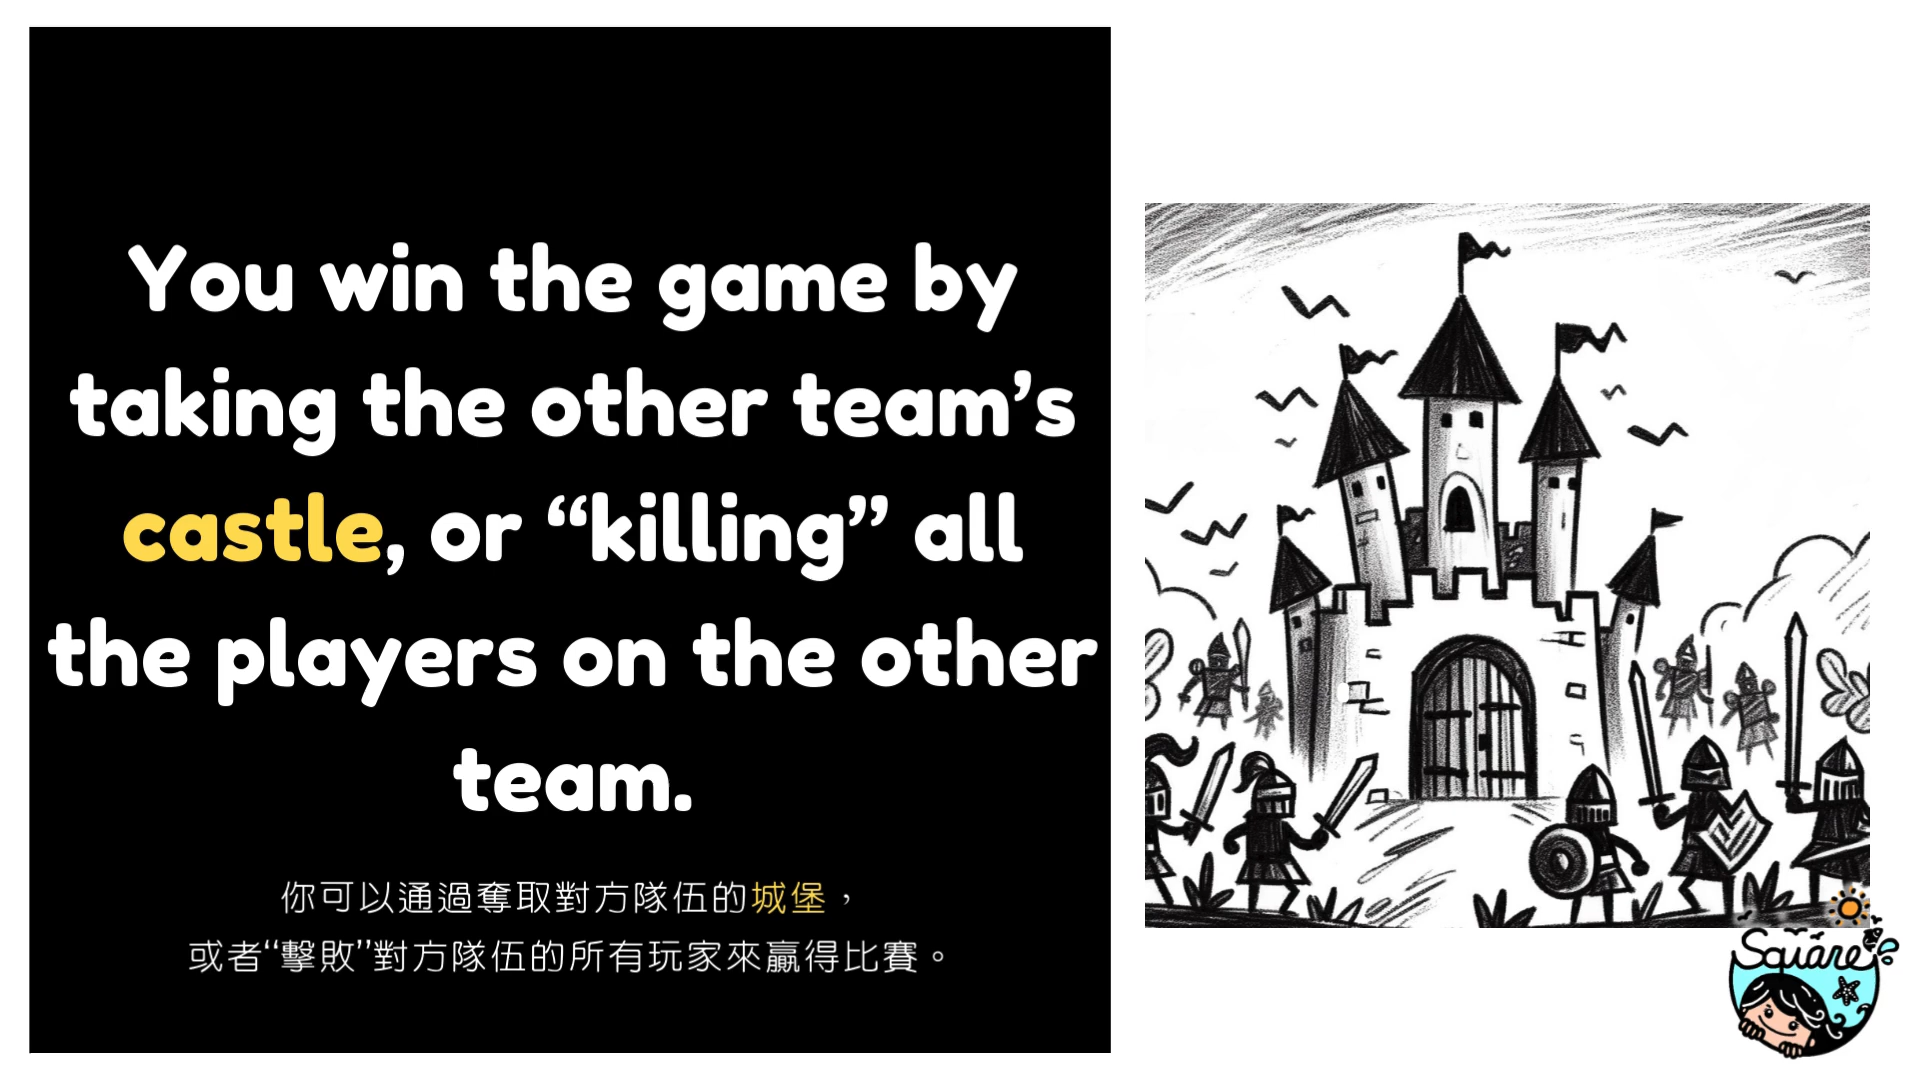 You win the game by
taking the other team’s
castle, or “killing” all
the players on the other
team.
你可以通過奪取對方隊伍的城堡，
或者“擊敗”對方隊伍的所有玩家來贏得比賽。
Square